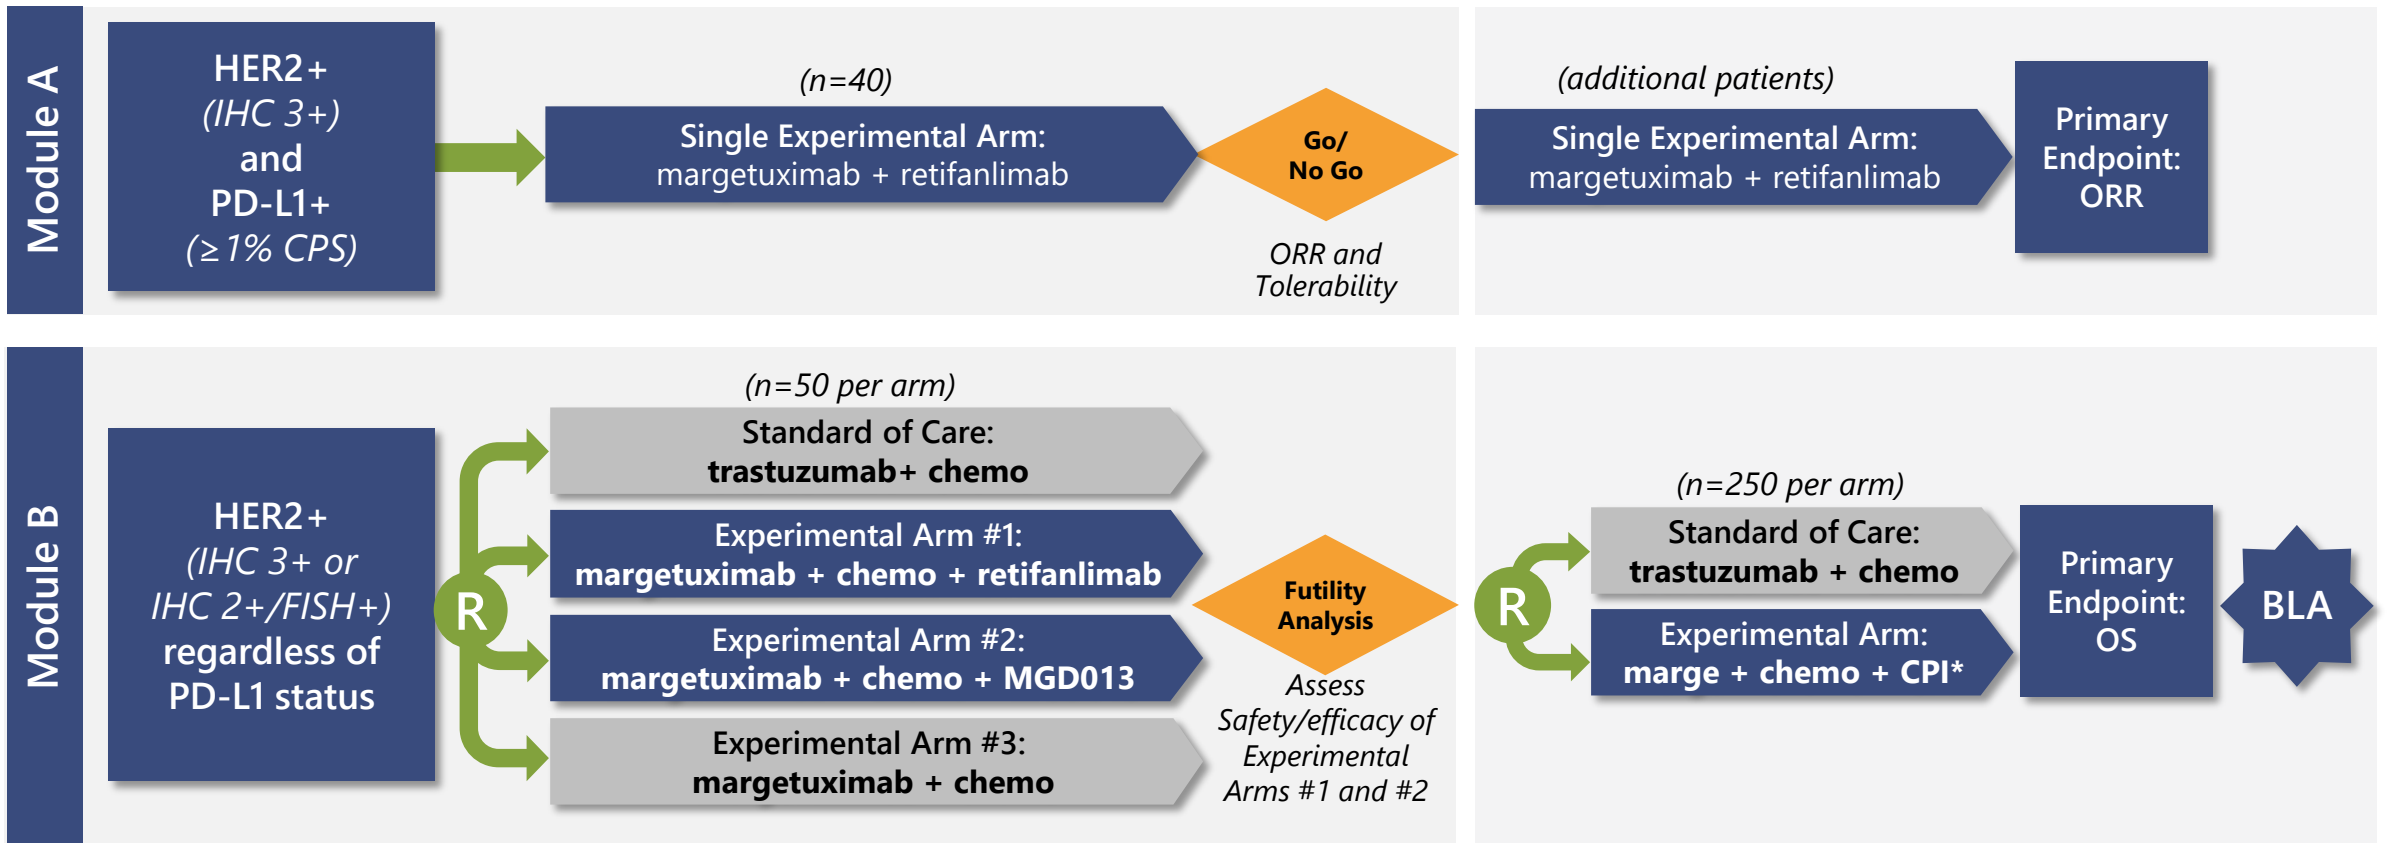 Module A
HER2+
(IHC 3+)
and
PD-L1+
(≥1% CPS)
(n=40)
Single Experimental Arm:
margetuximab + retifanlimab
Go/
No Go
ORR and
Tolerability
(additional patients)
Single Experimental Arm:
margetuximab + retifanlimab
Primary
Endpoint:
ORR
Module B
HER2+
(IHC 3+ or
IHC 2+/FISH+)
regardless of
PD-L1 status
R
(n=50 per arm)
Standard of Care:
trastuzumab+ chemo
Experimental Arm #1:
margetuximab + chemo + retifanlimab
Experimental Arm #2:
margetuximab + chemo + MGD013
Experimental Arm #3:
margetuximab + chemo
Futility
Analysis
Assess
Safety/efficacy of
Experimental
Arms #1 and #2
R
(n=250 per arm)
Standard of Care:
trastuzumab + chemo
Experimental Arm:
marge + chemo + CPI*
Primary
Endpoint:
OS
BLA